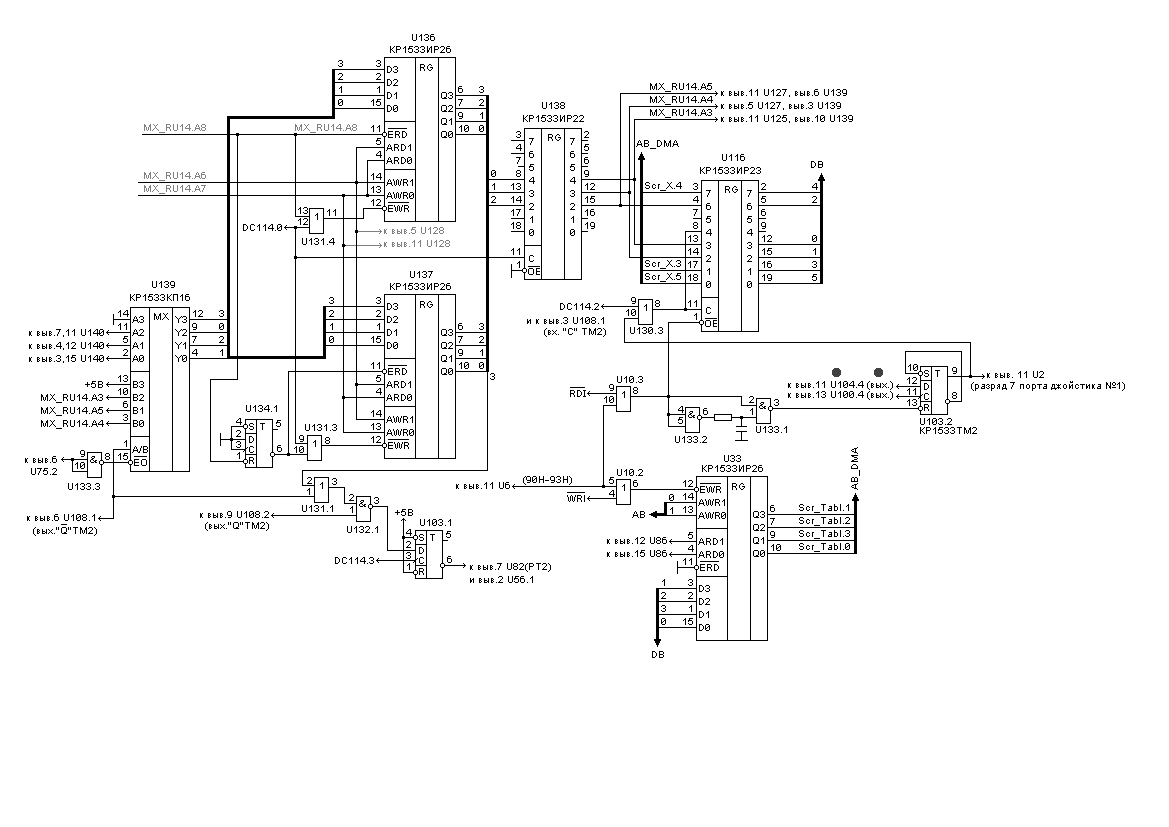 U136
КР1533ИР26
RG
3 3 D3
2 2 D2
1 1 D1
0 15 D0
11 ERD
5 ARD1
4 ARD0
14 AWR1
13 AWR0
12 EWR
Q3 6 3
Q2 7 2
Q1 9 1
Q0 10 0
MX_RU14.A8
MX_RU14.A8
MX_RU14.A6
MX_RU14.A7
DC114.0
13
12
1
11
U131.4
к выв.5 U128
к выв.11 U128
U138
КР1533ИР22
RG
3 7
4 6
7 5
0 8 4
1 13 3
2 14 2
17 1
18 0
11 C
1 OE
7 2
6 5
5 6
4 9
3 12
2 15
1 16
0 19
MX_RU14.A5 к выв.11 U127, выв.6 U139
MX_RU14.A4 к выв.5 U127, выв.3 U139
MX_RU14.A3 к выв.11 U125, выв.10 U139
AB_DMA
U116
КР1533ИР23
RG
DB
Scr_X.4 3 7
4 6
7 5
8 4
13 3
14 2
Scr_X.3 17 1
Scr_X.5 18 0
11 C
1 OE
7 2 4
6 5 2
5 6
4 9
3 12 0
2 15 1
1 16 3
0 19 5
DC114.2
9
10
1
8
U130.3
и к выв.3 U108.1
(вх. "C" ТМ2)
U137
КР1533ИР26
RG
3 3 D3
2 2 D2
1 1 D1
0 15 D0
11 ERD
5 ARD1
4 ARD0
14 AWR1
13 AWR0
12 EWR
Q3 6 3
Q2 7 2
Q1 9 1
Q0 10 0
3
U139
КР1533КП16
MX
14 A3
к выв.7,11 U140 11 A2
к выв.4,12 U140 5 A1
к выв.3,15 U140 2 A0
+5В 13 B3
MX_RU14.A3 10 B2
MX_RU14.A5 6 B1
MX_RU14.A4 3 B0
1 A/B
15 EO
Y3 12 3
Y2 9 0
Y1 7 2
Y0 4 1
к выв.6
U75.2
9
10
&
8
U133.3
U134.1
4 S T 5
2 D
3 C
1 R 6
U131.3
9
10
1
8
к выв.6 U108.1
(вых."Q"ТМ2)
2
1
1
3
U131.1
к выв.9 U108.2
(вых."Q"ТМ2)
2
1
&
3
U132.1
+5В
U103.1
4 S T 5
2 D
3 C
1 R 6
DC114.3
к выв.7 U82(РТ2)
и выв.2 U56.1
RDI
9
10
1
8
U10.3
4
5
&
6
U133.2
2
1
&
3
U133.1
к выв.11 U104.4 (вых.)
к выв.13 U100.4 (вых.)
10 S T 9
12 D
11 C
13 R 8
U103.2
КР1533ТМ2
к выв. 11 U2
(разряд 7 порта джойстика №1)
к выв.11 U6
(90H-93H)
WRI
5
4
1
6
U10.2
U33
КР1533ИР26
RG
12 EWR
AB
0 14 AWR1
1 13 AWR0
к выв.12 U86 5 ARD1
к выв.15 U86 4 ARD0
11 ERD
1 3 D3
2 2 D2
3 1 D1
0 15 D0
DB
Q3 6 Scr_Tabl.1
Q2 7 Scr_Tabl.2
Q1 9 Scr_Tabl.3
Q0 10 Scr_Tabl.0
AB_DMA